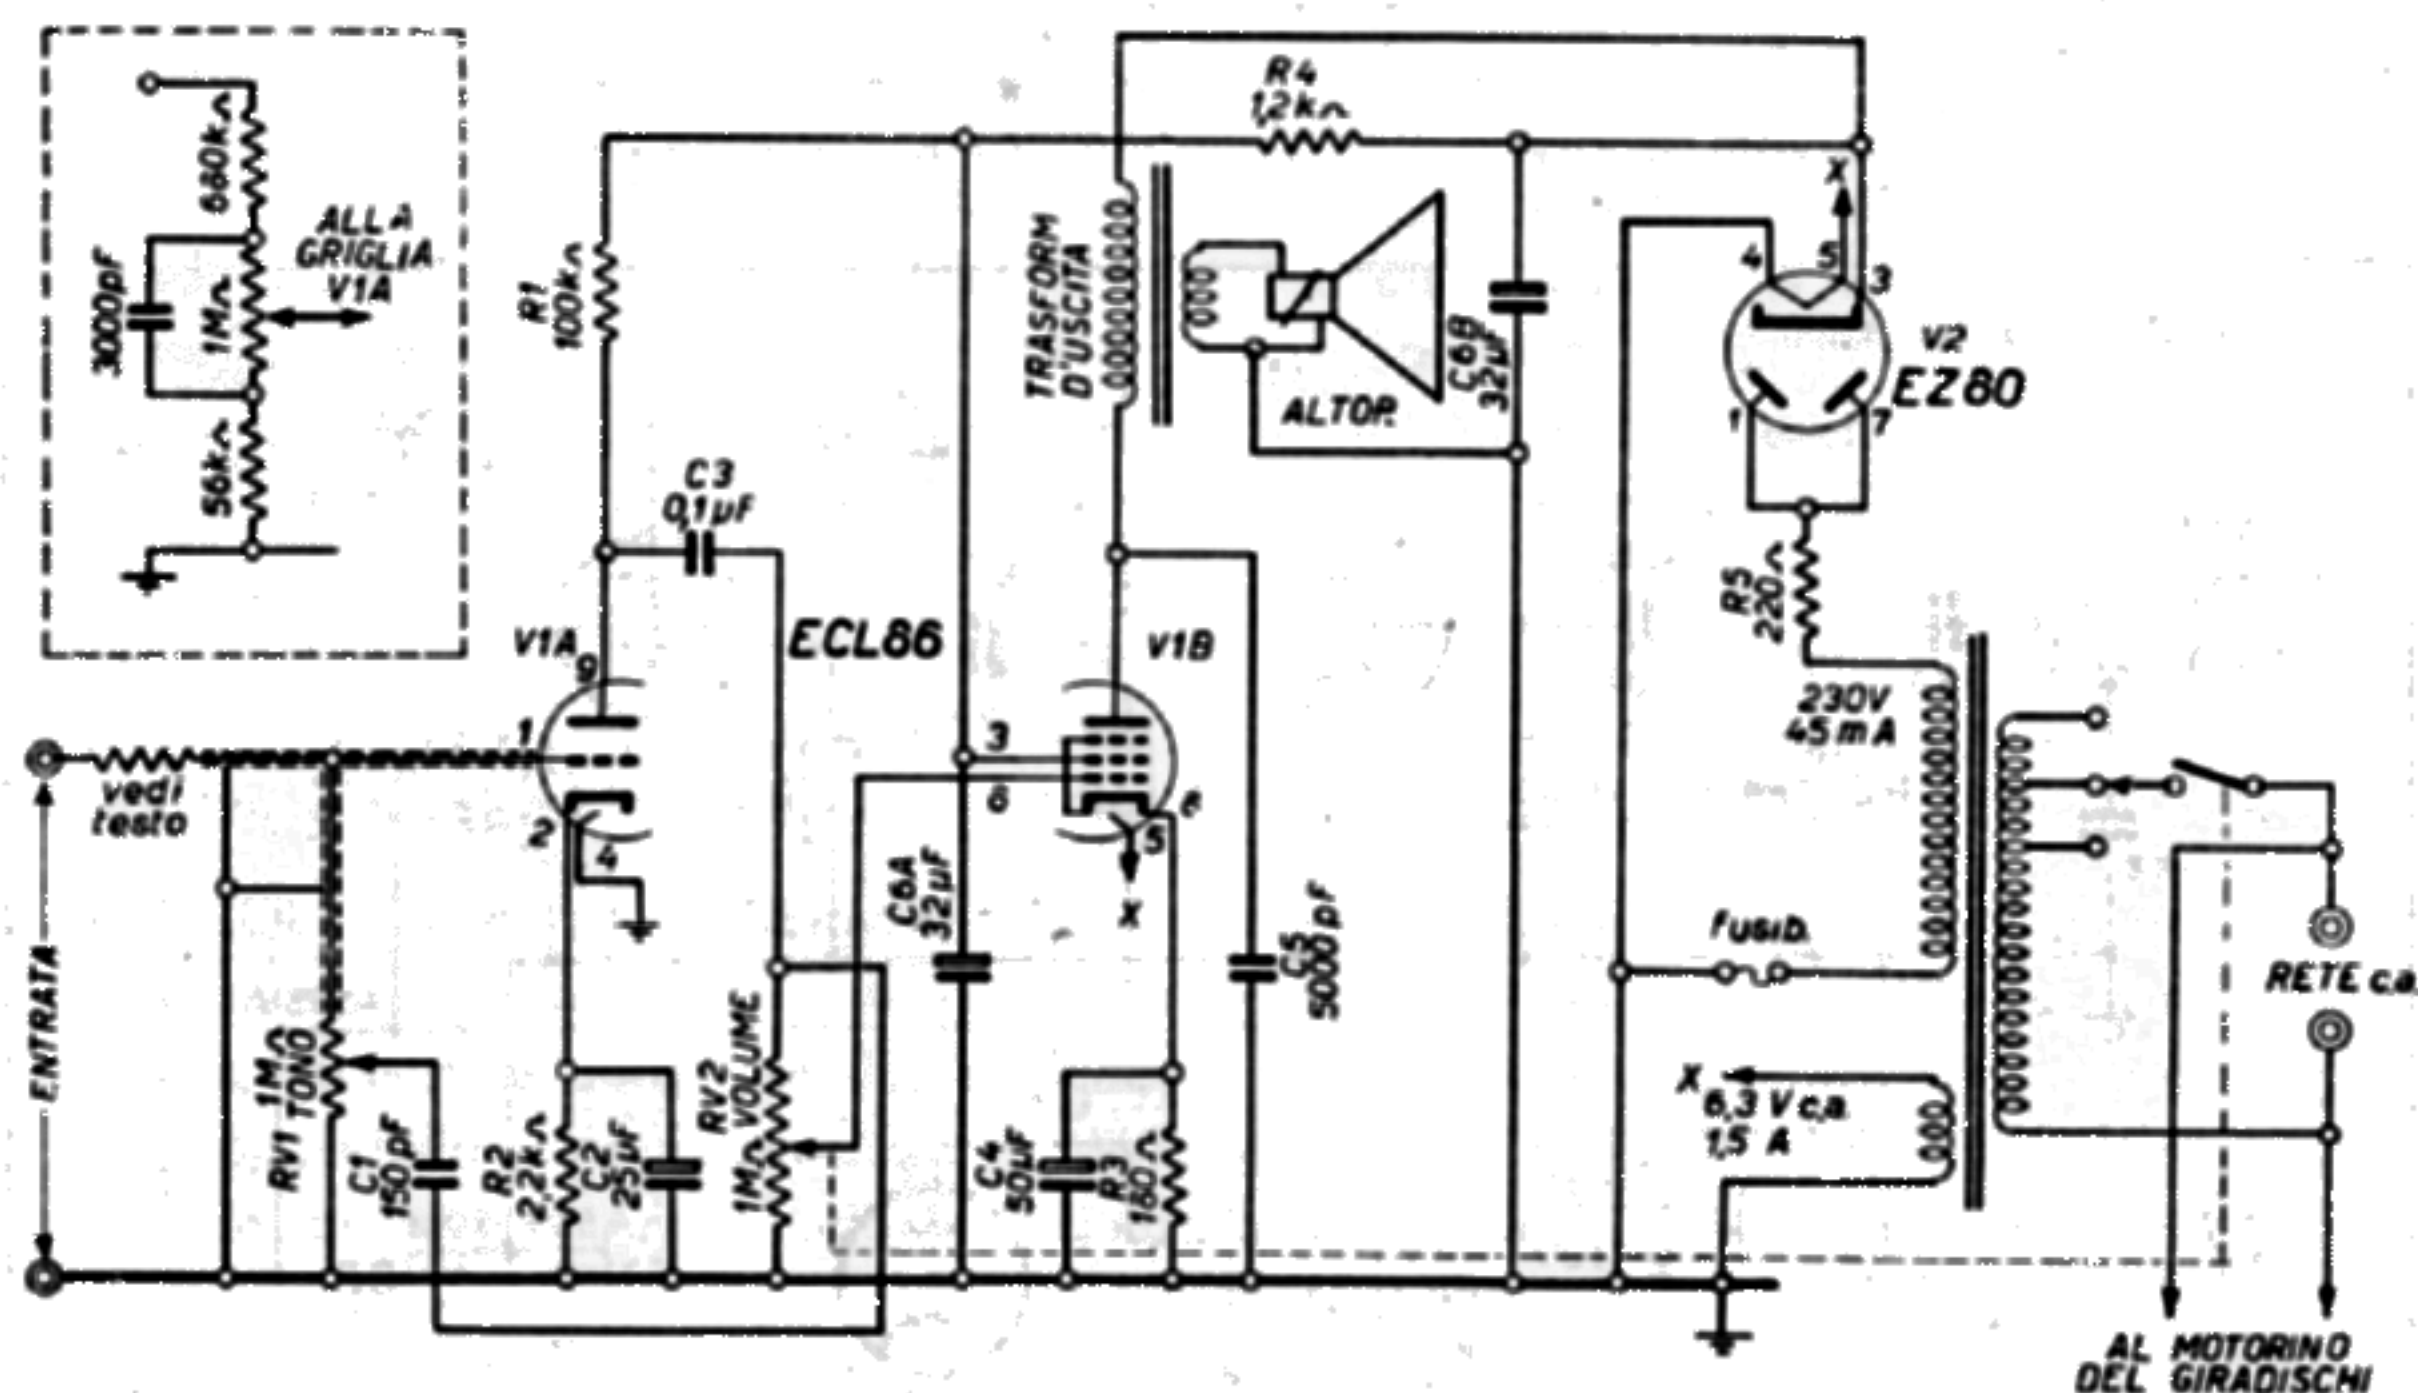 680kΩ
3000pF
1MΩ
56kΩ
ALLA
GRIGLIA
V1A
R4
1,2kΩ
R1
100kΩ
TRASFORM.
D'USCITA
ALTOP.
C6B
32µF
X
4
5
3
V2
EZ80
1
7
C3
0,1µF
R5
220Ω
V1A
9
ECL86
V1B
230V
45mA
1
3
6
vedi
testo
2
4
5
X
C6A
32µF
C5
5000pF
fusib.
RETE c.a.
ENTRATA
RV1
1MΩ
TONO
C1
150pF
R2
2,2kΩ
C2
25µF
RV2
VOLUME
1MΩ
C4
50µF
R3
X
6,3 V c.a.
1,5 A
AL MOTORINO
DEL GIRADISCHI